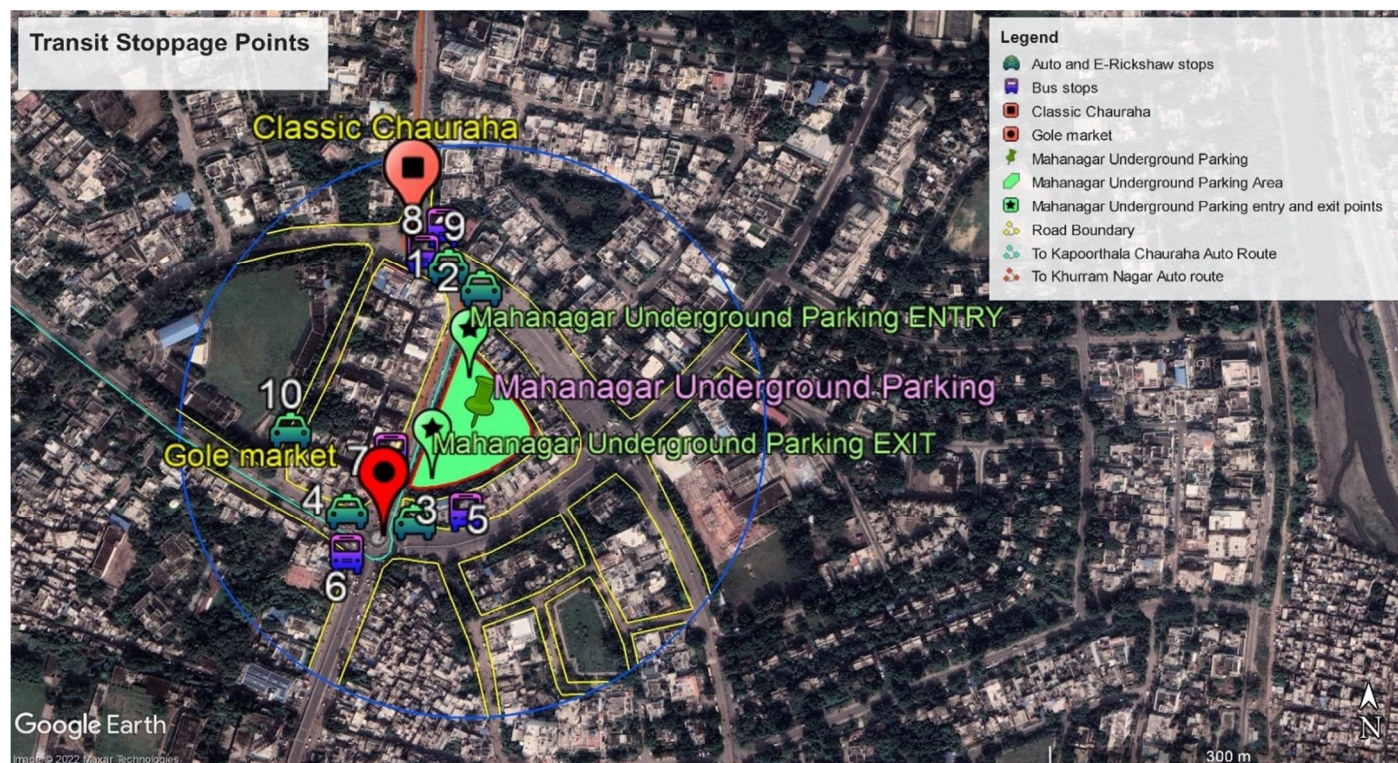 Transit Stoppage Points
Legend
Auto and E-Rickshaw stops
Bus stops
Classic Chauraha
Gole market
Mahanagar Underground Parking
Mahanagar Underground Parking Area
Mahanagar Underground Parking entry and exit points
Road Boundary
To Kapoorthala Chauraha Auto Route
To Khurram Nagar Auto route
Classic Chauraha
8
9
1
2
Mahanagar Underground Parking ENTRY
Mahanagar Underground Parking
10
Mahanagar Underground Parking EXIT
Gole market
7
4
3
5
6
Google Earth
Image © 2022 Maxar Technologies
300 m
N